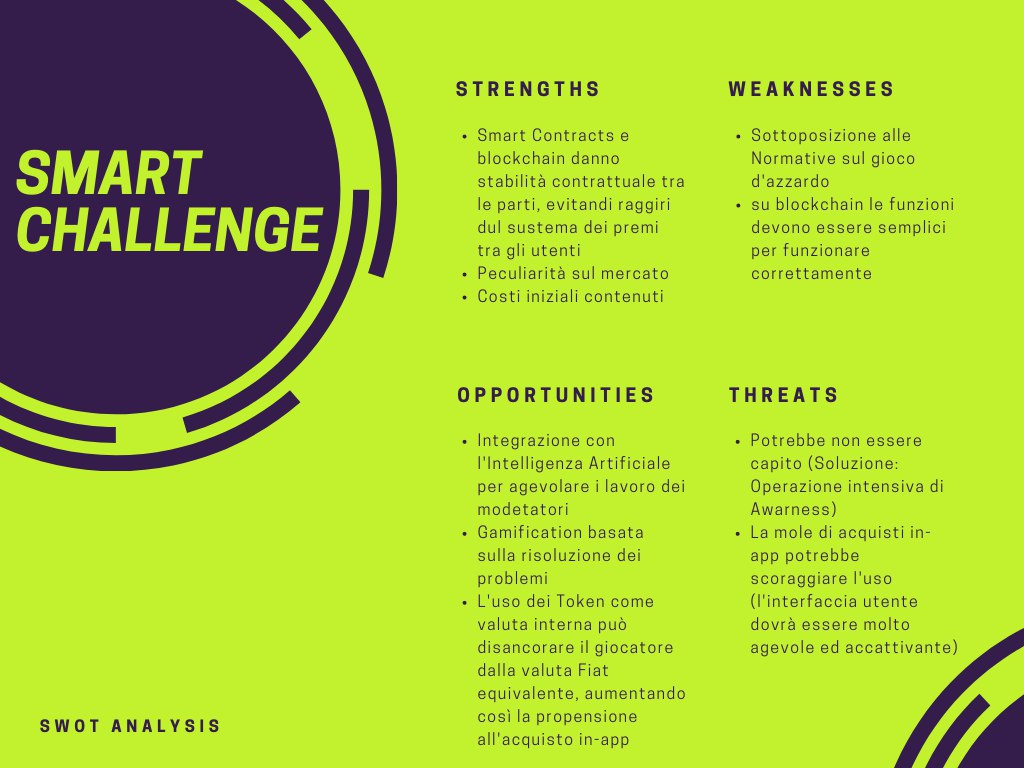 SMART
CHALLENGE
STRENGTHS
• Smart Contracts e
blockchain danno
stabilità contrattuale tra
le parti, evitandi raggiri
dul sustema dei premi
tra gli utenti
• Peculiarità sul mercato
• Costi iniziali contenuti
WEAKNESSES
• Sottoposizione alle
Normative sul gioco
d'azzardo
• su blockchain le funzioni
devono essere semplici
per funzionare
correttamente
OPPORTUNITIES
• Integrazione con
l'Intelligenza Artificiale
per agevolare i lavoro dei
modetatori
• Gamification basata
sulla risoluzione dei
problemi
• L'uso dei Token come
valuta interna può
disancorare il giocatore
dalla valuta Fiat
equivalente, aumentando
così la propensione
all'acquisto in-app
THREATS
• Potrebbe non essere
capito (Soluzione:
Operazione intensiva di
Awarness)
• La mole di acquisti in-
app potrebbe
scoraggiare l'uso
(l'interfaccia utente
dovrà essere molto
agevole ed accattivante)
SWOT ANALYSIS